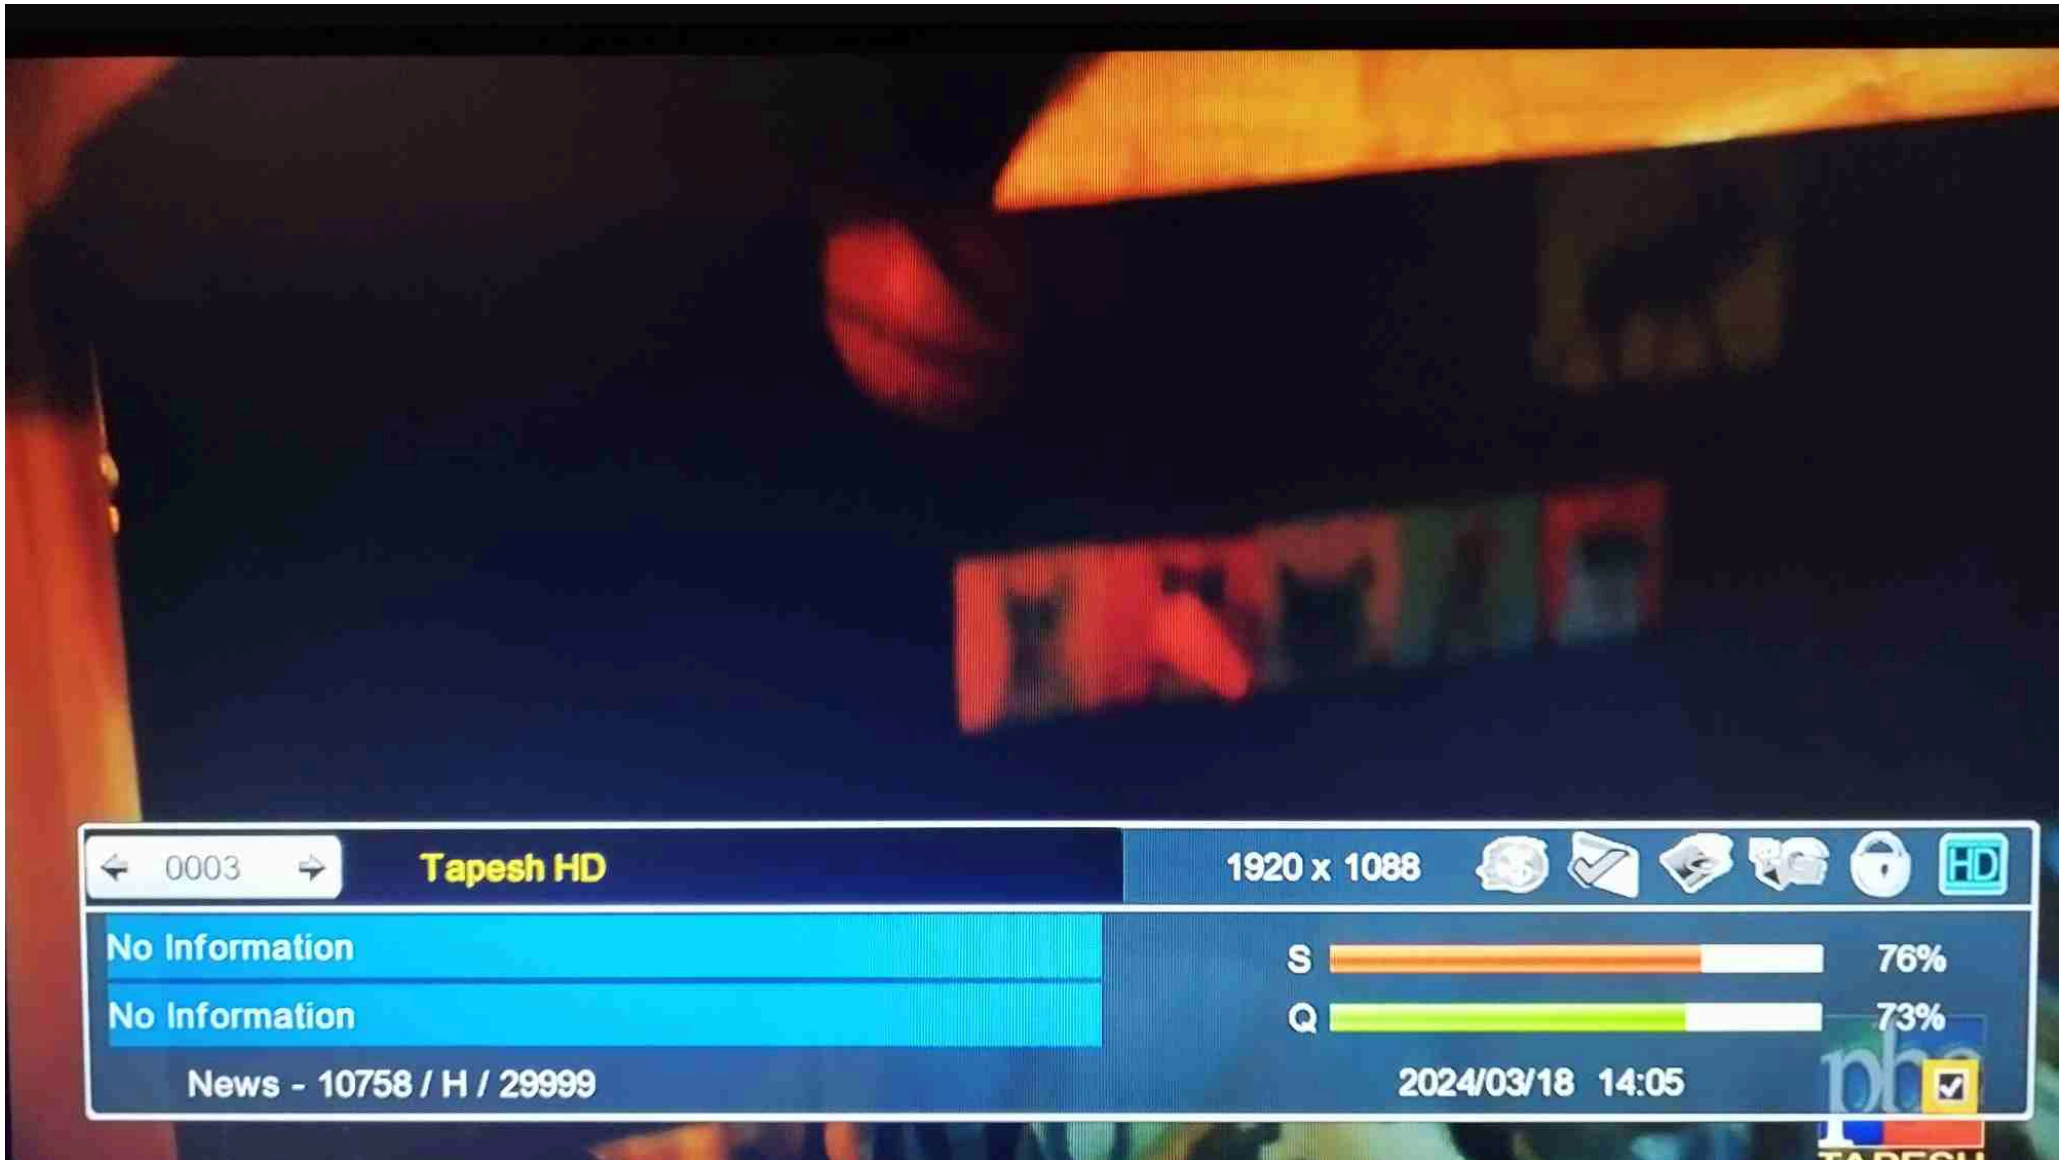 0003
Tapesh HD
1920 x 1088
HD
No Information
S 76%
No Information
Q 73%
News - 10758 / H / 29999
2024/03/18 14:05
TAPESH